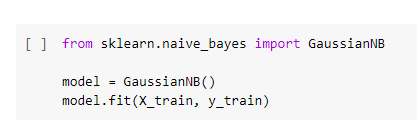 [ ] from sklearn.naive_bayes import GaussianNB
model = GaussianNB()
model.fit(X_train, y_train)